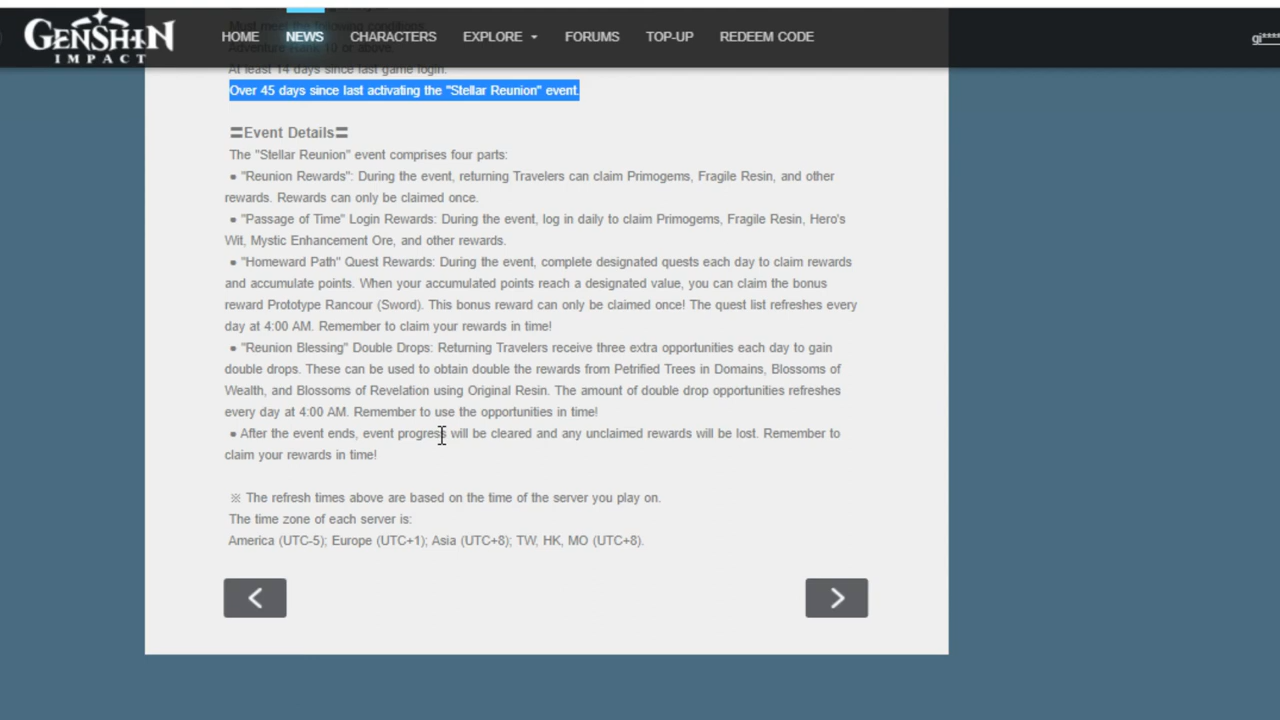 GENSHIN
IMPACT
HOME
NEWS
CHARACTERS
EXPLORE
FORUMS
TOP-UP
REDEEM CODE
gi****
Must meet the following conditions
Adventure Rank 10 or above.
At least 14 days since last game login.
Over 45 days since last activating the "Stellar Reunion" event.
〓Event Details〓
The "Stellar Reunion" event comprises four parts:
● "Reunion Rewards": During the event, returning Travelers can claim Primogems, Fragile Resin, and other
rewards. Rewards can only be claimed once.
● "Passage of Time" Login Rewards: During the event, log in daily to claim Primogems, Fragile Resin, Hero's
Wit, Mystic Enhancement Ore, and other rewards.
● "Homeward Path" Quest Rewards: During the event, complete designated quests each day to claim rewards
and accumulate points. When your accumulated points reach a designated value, you can claim the bonus
reward Prototype Rancour (Sword). This bonus reward can only be claimed once! The quest list refreshes every
day at 4:00 AM. Remember to claim your rewards in time!
● "Reunion Blessing" Double Drops: Returning Travelers receive three extra opportunities each day to gain
double drops. These can be used to obtain double the rewards from Petrified Trees in Domains, Blossoms of
Wealth, and Blossoms of Revelation using Original Resin. The amount of double drop opportunities refreshes
every day at 4:00 AM. Remember to use the opportunities in time!
● After the event ends, event progress will be cleared and any unclaimed rewards will be lost. Remember to
claim your rewards in time!
※ The refresh times above are based on the time of the server you play on.
The time zone of each server is:
America (UTC-5); Europe (UTC+1); Asia (UTC+8); TW, HK, MO (UTC+8).